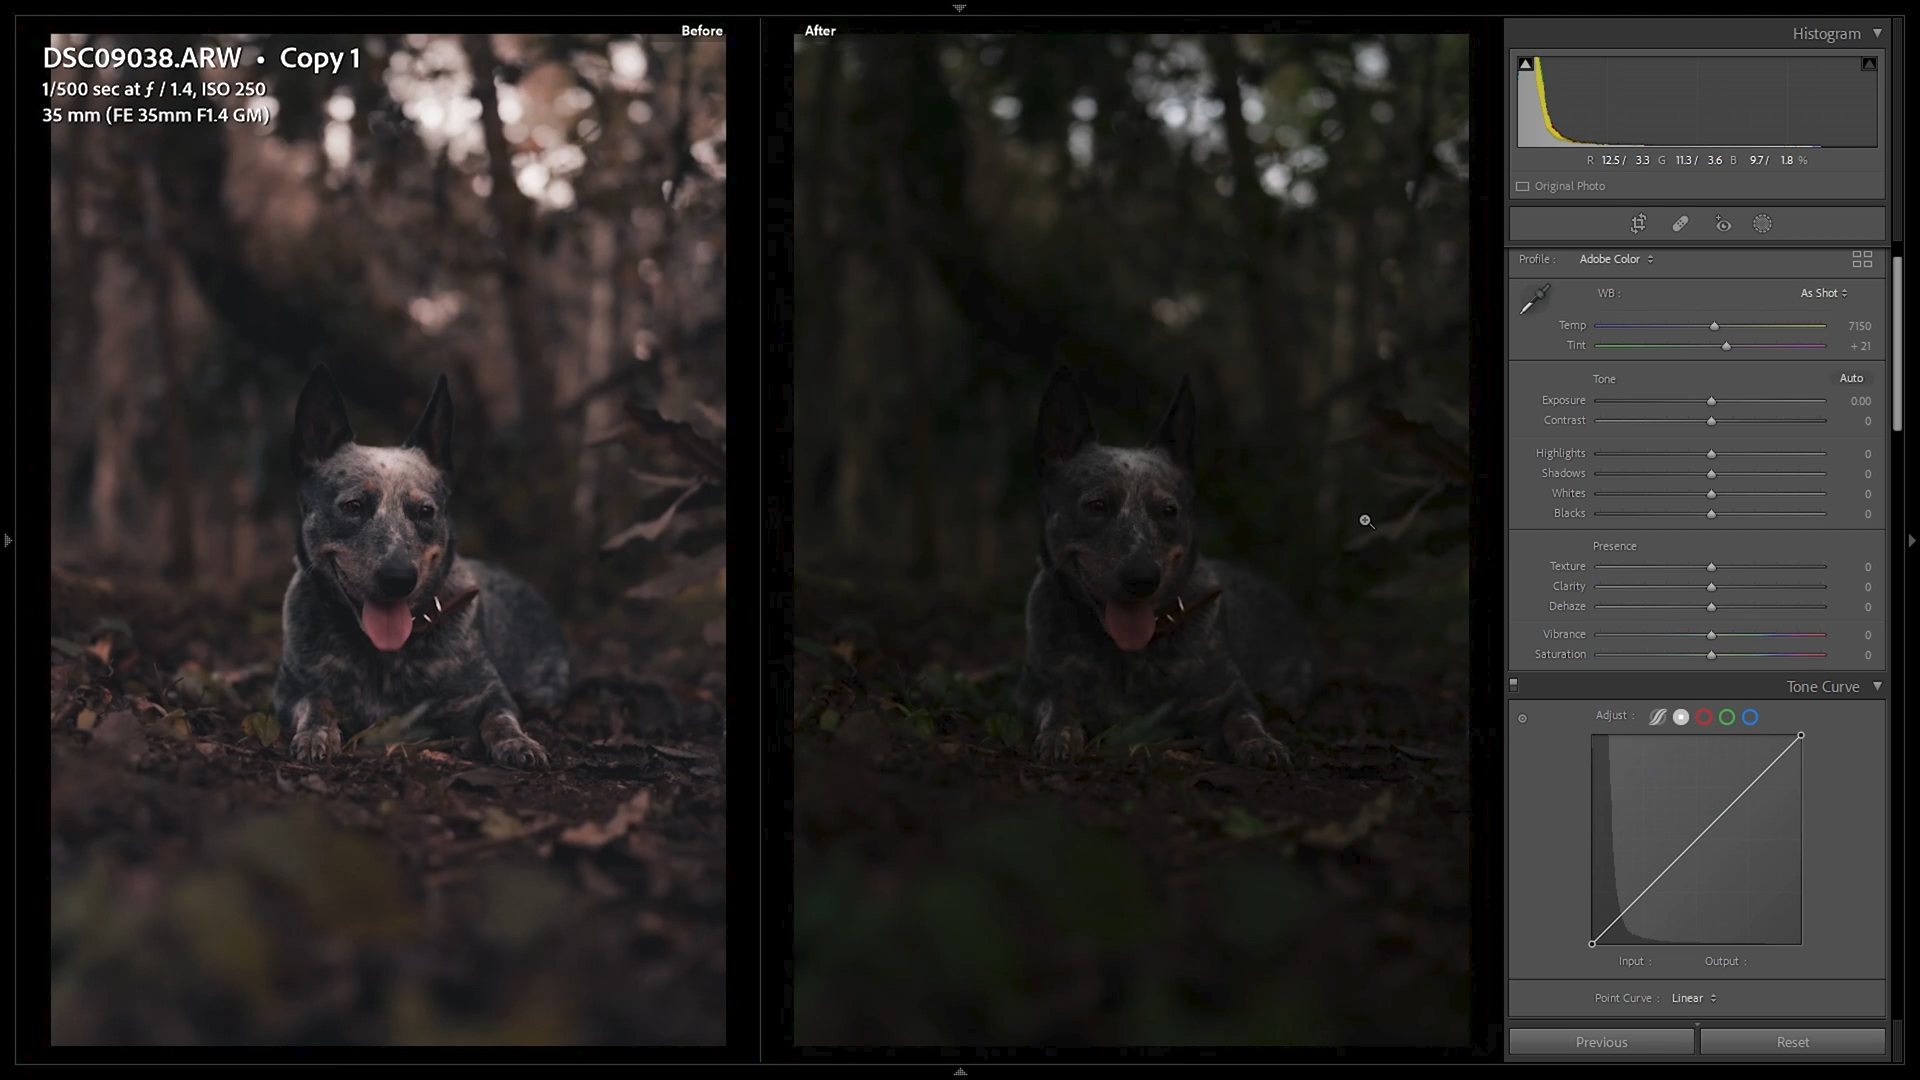 Before
After
DSC09038.ARW • Copy 1
1/500 sec at ƒ / 1.4, ISO 250
35 mm (FE 35mm F1.4 GM)
Histogram
R 12.5 / 3.3 G 11.3 / 3.6 B 9.7 / 1.8 %
Original Photo
Profile : Adobe Color
WB : As Shot
Temp 7150
Tint + 21
Tone Auto
Exposure 0.00
Contrast 0
Highlights 0
Shadows 0
Whites 0
Blacks 0
Presence
Texture 0
Clarity 0
Dehaze 0
Vibrance 0
Saturation 0
Tone Curve
Adjust :
Input : Output :
Point Curve : Linear
Previous Reset